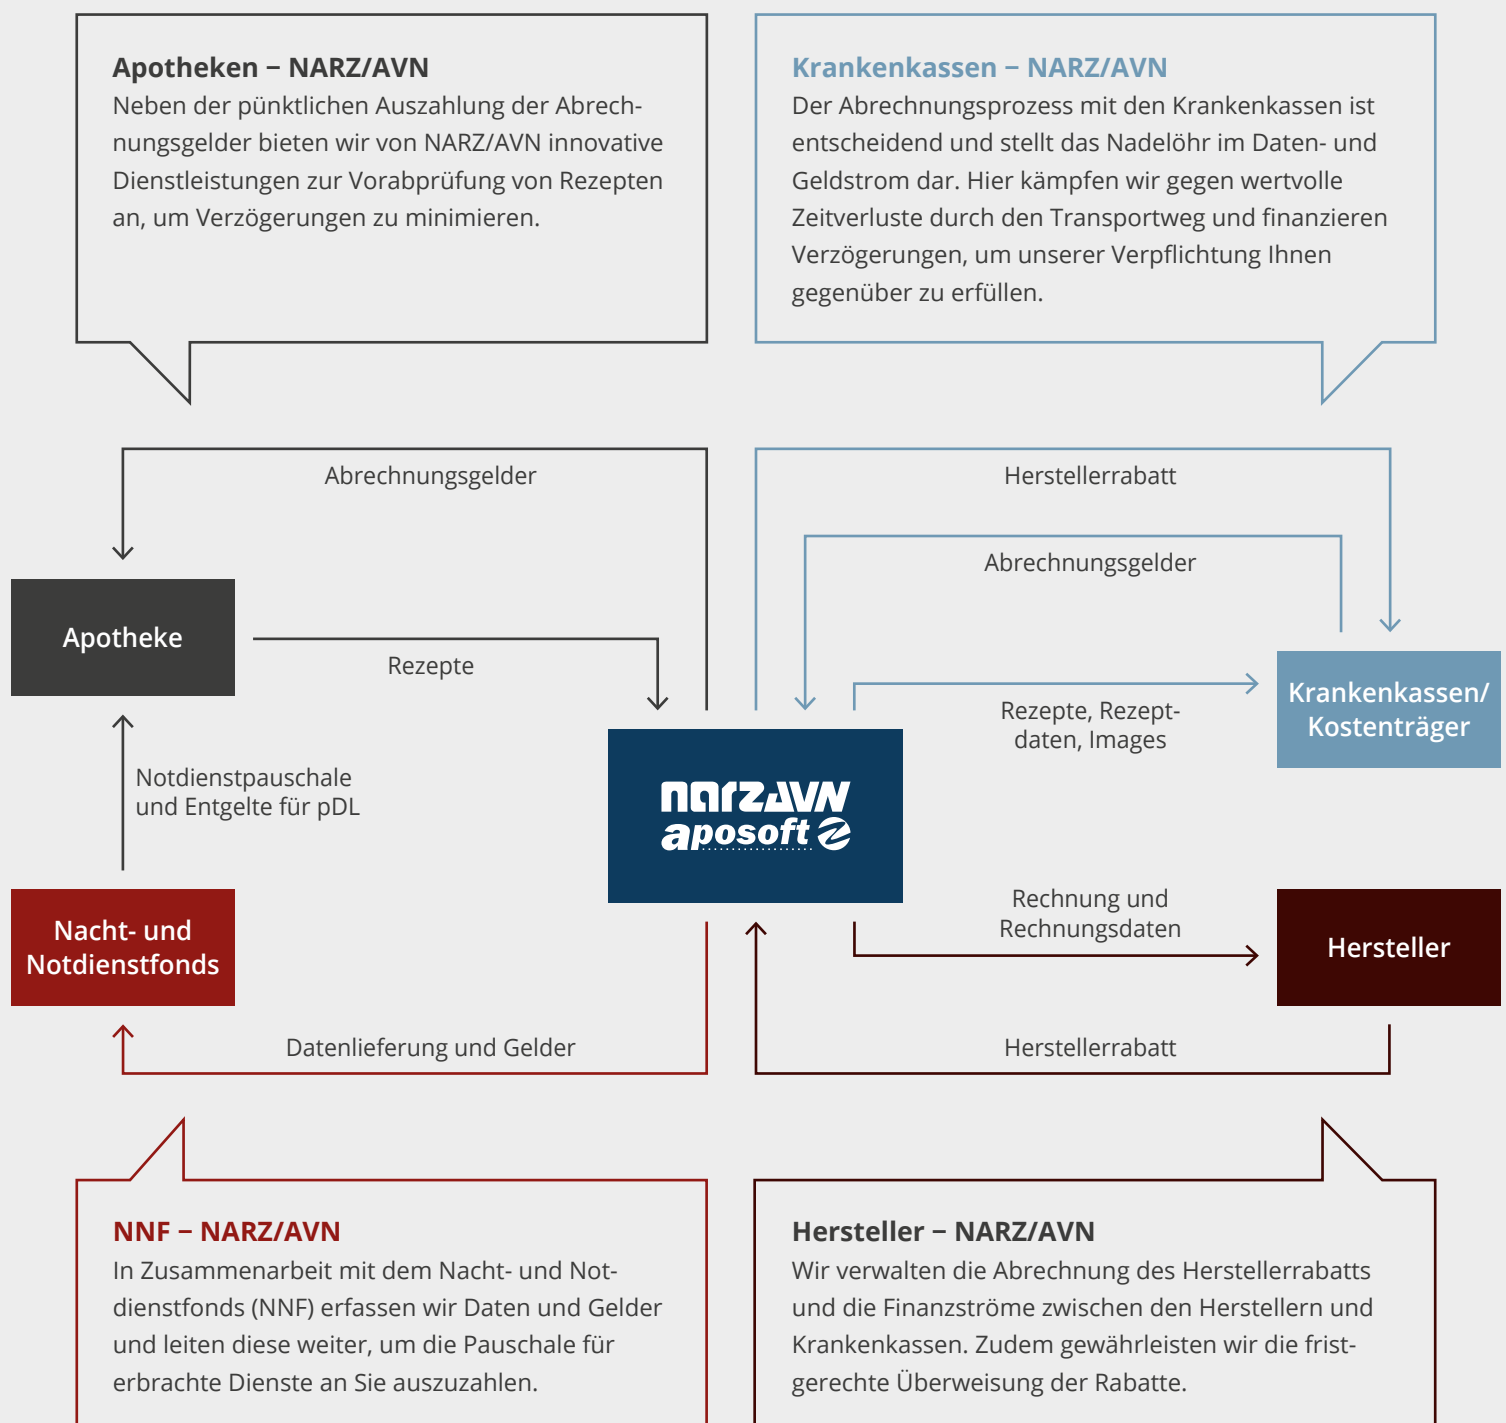 Apotheken – NARZ/AVN
Neben der pünktlichen Auszahlung der Abrech-
nungsgelder bieten wir von NARZ/AVN innovative
Dienstleistungen zur Vorabprüfung von Rezepten
an, um Verzögerungen zu minimieren.
Krankenkassen – NARZ/AVN
Der Abrechnungsprozess mit den Krankenkassen ist
entscheidend und stellt das Nadelöhr im Daten- und
Geldstrom dar. Hier kämpfen wir gegen wertvolle
Zeitverluste durch den Transportweg und finanzieren
Verzögerungen, um unserer Verpflichtung Ihnen
gegenüber zu erfüllen.
Abrechnungsgelder
Herstellerrabatt
Abrechnungsgelder
Apotheke
Rezepte
Krankenkassen/
Kostenträger
Rezepte, Rezept-
daten, Images
Notdienstpauschale
und Entgelte für pDL
narzAVN
aposoft
Nacht- und
Notdienstfonds
Rechnung und
Rechnungsdaten
Hersteller
Datenlieferung und Gelder
Herstellerrabatt
NNF – NARZ/AVN
In Zusammenarbeit mit dem Nacht- und Not-
dienstfonds (NNF) erfassen wir Daten und Gelder
und leiten diese weiter, um die Pauschale für
erbrachte Dienste an Sie auszuzahlen.
Hersteller – NARZ/AVN
Wir verwalten die Abrechnung des Herstellerrabatts
und die Finanzströme zwischen den Herstellern und
Krankenkassen. Zudem gewährleisten wir die frist-
gerechte Überweisung der Rabatte.